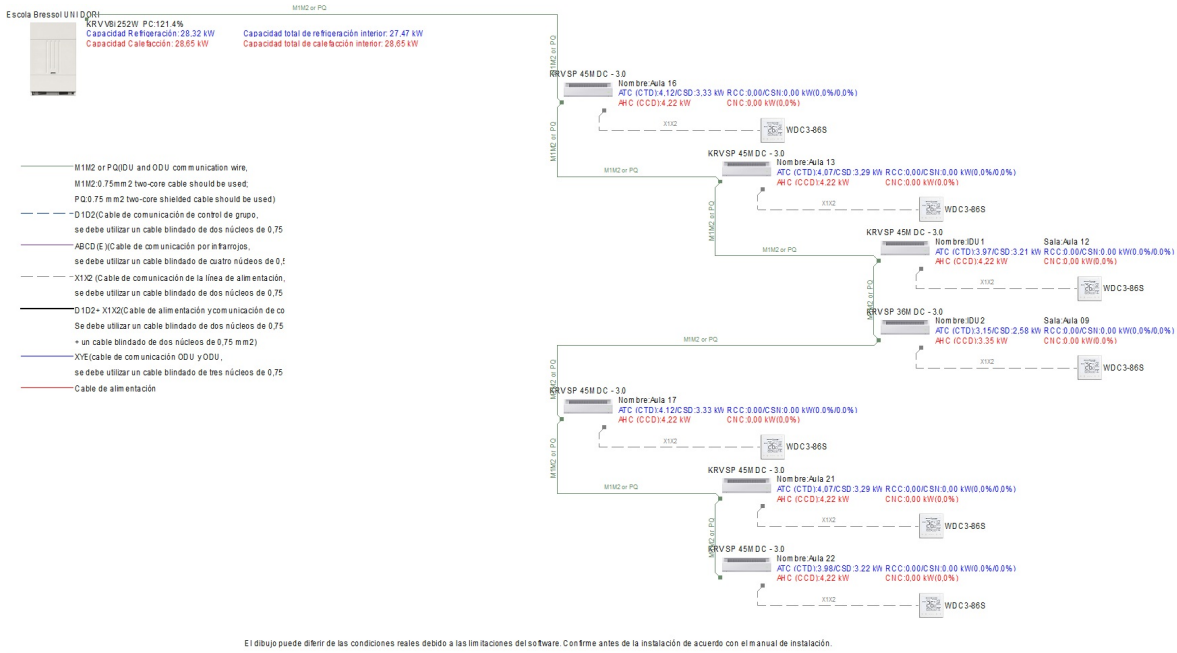 Escola Bressol UNIDORI
KRVV8i252W PC:121.4%
Capacidad Refrigeración: 28,32 kW Capacidad total de refrigeración interior: 27,47 kW
Capacidad Calefacción: 28,65 kW Capacidad total de calefacción interior: 28,65 kW
M1M2 or PQ
M1M2 or PQ
KRVSP 45MDC - 3.0
Nombre:Aula 16
ATC (CTD):4,12/CSD:3,33 kW RCC:0,00/CSN:0,00 kW(0,0%/0,0%)
AHC (CCD):4,22 kW CNC:0,00 kW(0,0%)
X1X2
WDC3-86S
M1M2 or PQ
M1M2 or PQ
KRVSP 45MDC - 3.0
Nombre:Aula 13
ATC (CTD):4,07/CSD:3,29 kW RCC:0,00/CSN:0,00 kW(0,0%/0,0%)
AHC (CCD):4,22 kW CNC:0,00 kW(0,0%)
X1X2
WDC3-86S
M1M2 or PQ
M1M2 or PQ
KRVSP 45MDC - 3.0
Nombre:IDU1 Sala:Aula 12
ATC (CTD):3,97/CSD:3,21 kW RCC:0,00/CSN:0,00 kW(0,0%/0,0%)
AHC (CCD):4,22 kW CNC:0,00 kW(0,0%)
X1X2
WDC3-86S
M1M2 or PQ
KRVSP 36MDC - 3.0
Nombre:IDU2 Sala:Aula 09
ATC (CTD):3,15/CSD:2,58 kW RCC:0,00/CSN:0,00 kW(0,0%/0,0%)
AHC (CCD):3,35 kW CNC:0,00 kW(0,0%)
X1X2
WDC3-86S
M1M2 or PQ
M1M2 or PQ
KRVSP 45MDC - 3.0
Nombre:Aula 17
ATC (CTD):4,12/CSD:3,33 kW RCC:0,00/CSN:0,00 kW(0,0%/0,0%)
AHC (CCD):4,22 kW CNC:0,00 kW(0,0%)
X1X2
WDC3-86S
M1M2 or PQ
M1M2 or PQ
KRVSP 45MDC - 3.0
Nombre:Aula 21
ATC (CTD):4,07/CSD:3,29 kW RCC:0,00/CSN:0,00 kW(0,0%/0,0%)
AHC (CCD):4,22 kW CNC:0,00 kW(0,0%)
X1X2
WDC3-86S
M1M2 or PQ
KRVSP 45MDC - 3.0
Nombre:Aula 22
ATC (CTD):3,98/CSD:3,22 kW RCC:0,00/CSN:0,00 kW(0,0%/0,0%)
AHC (CCD):4,22 kW CNC:0,00 kW(0,0%)
X1X2
WDC3-86S
M1M2 or PQ(IDU and ODU communication wire,
M1M2:0.75mm2 two-core cable should be used;
PQ:0.75 mm2 two-core shielded cable should be used)
D1D2(Cable de comunicación de control de grupo,
se debe utilizar un cable blindado de dos núcleos de 0,75
ABCD(E)(Cable de comunicación por infrarrojos,
se debe utilizar un cable blindado de cuatro núcleos de 0,
X1X2 (Cable de comunicación de la línea de alimentación,
se debe utilizar un cable blindado de dos núcleos de 0,75
D1D2+ X1X2(Cable de alimentación y comunicación de co
Se debe utilizar un cable blindado de dos núcleos de 0,75
+ un cable blindado de dos núcleos de 0,75 mm2)
XYE(cable de comunicación ODU y ODU,
se debe utilizar un cable blindado de tres núcleos de 0,75
Cable de alimentación
El dibujo puede diferir de las condiciones reales debido a las limitaciones del software. Confirme antes de la instalación de acuerdo con el manual de instalación.